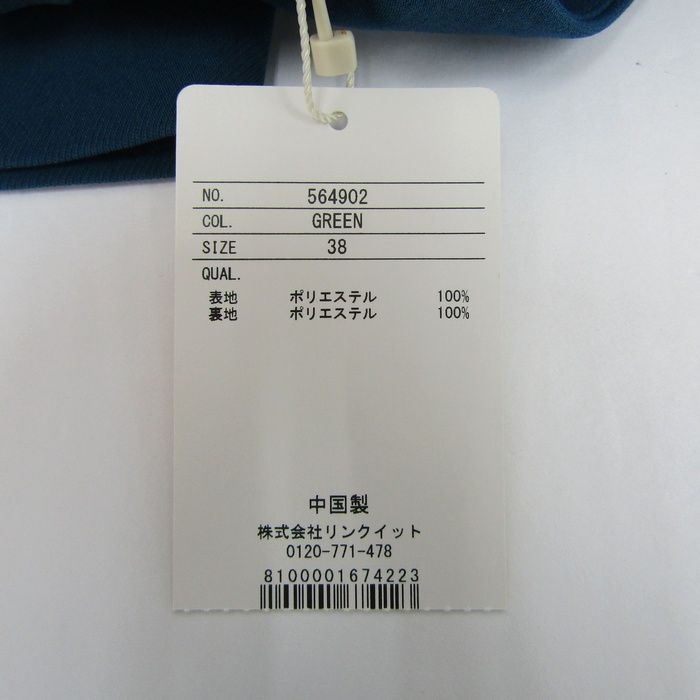 NO. 564902
COL. GREEN
SIZE 38
QUAL.
表地 ポリエステル 100%
裏地 ポリエステル 100%
中国製
株式会社リンクイット
0120-771-478
8100001674223